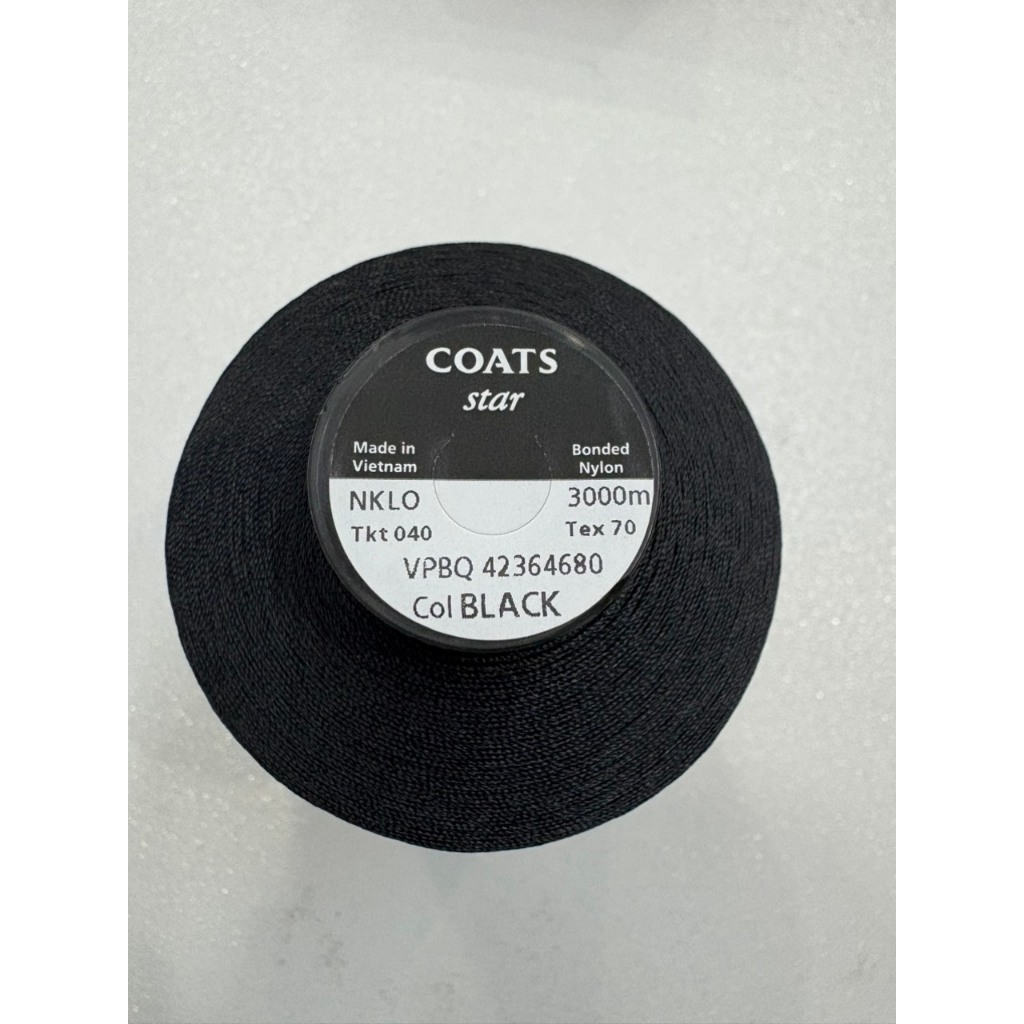 COATS
star
Made in Vietnam
Bonded Nylon
NKLO 3000m
Tkt 040 Tex 70
VPBQ 42364680
Col BLACK